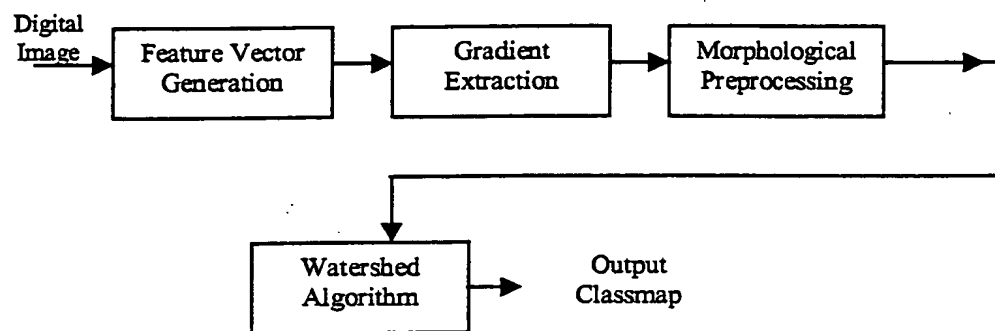 Digital
Image
Feature Vector
Generation
Gradient
Extraction
Morphological
Preprocessing
Watershed
Algorithm
Output
Classmap